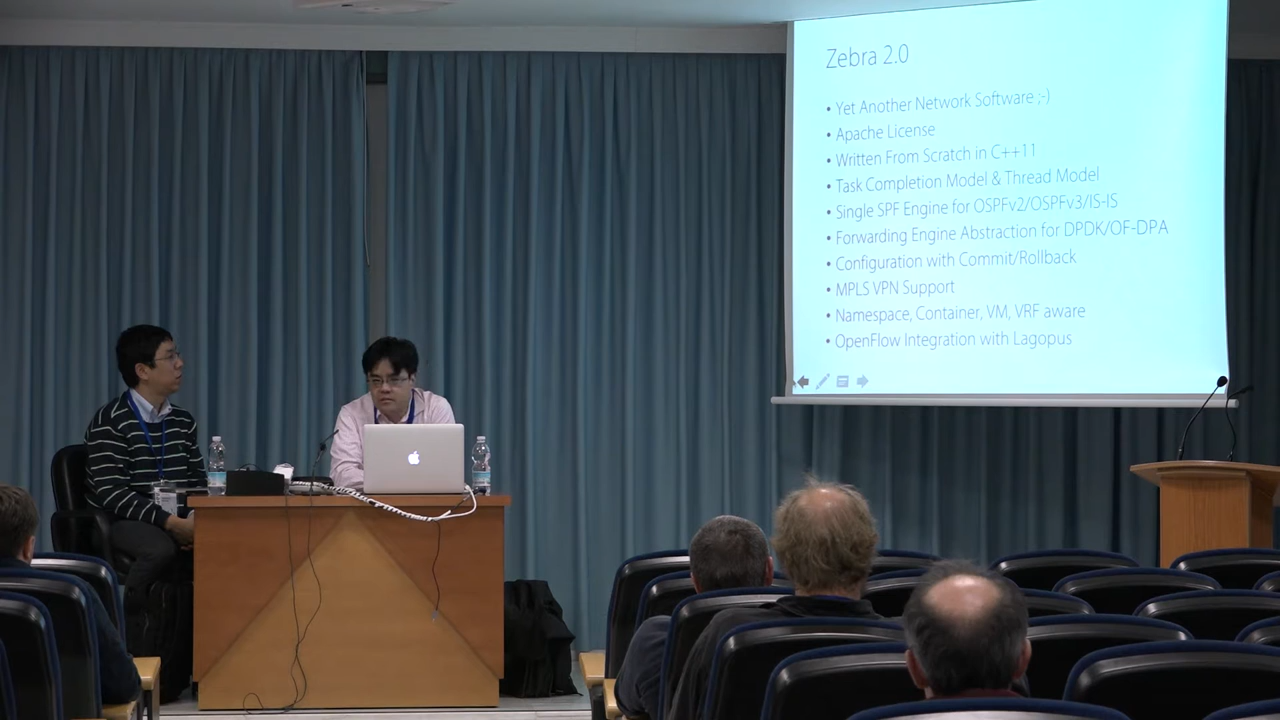 Zebra 2.0
• Yet Another Network Software ;-)
• Apache License
• Written From Scratch in C++11
• Task Completion Model & Thread Model
• Single SPF Engine for OSPFv2/OSPFv3/IS-IS
• Forwarding Engine Abstraction for DPDK/OF-DPA
• Configuration with Commit/Rollback
• MPLS VPN Support
• Namespace, Container, VM, VRF aware
• OpenFlow Integration with Lagopus